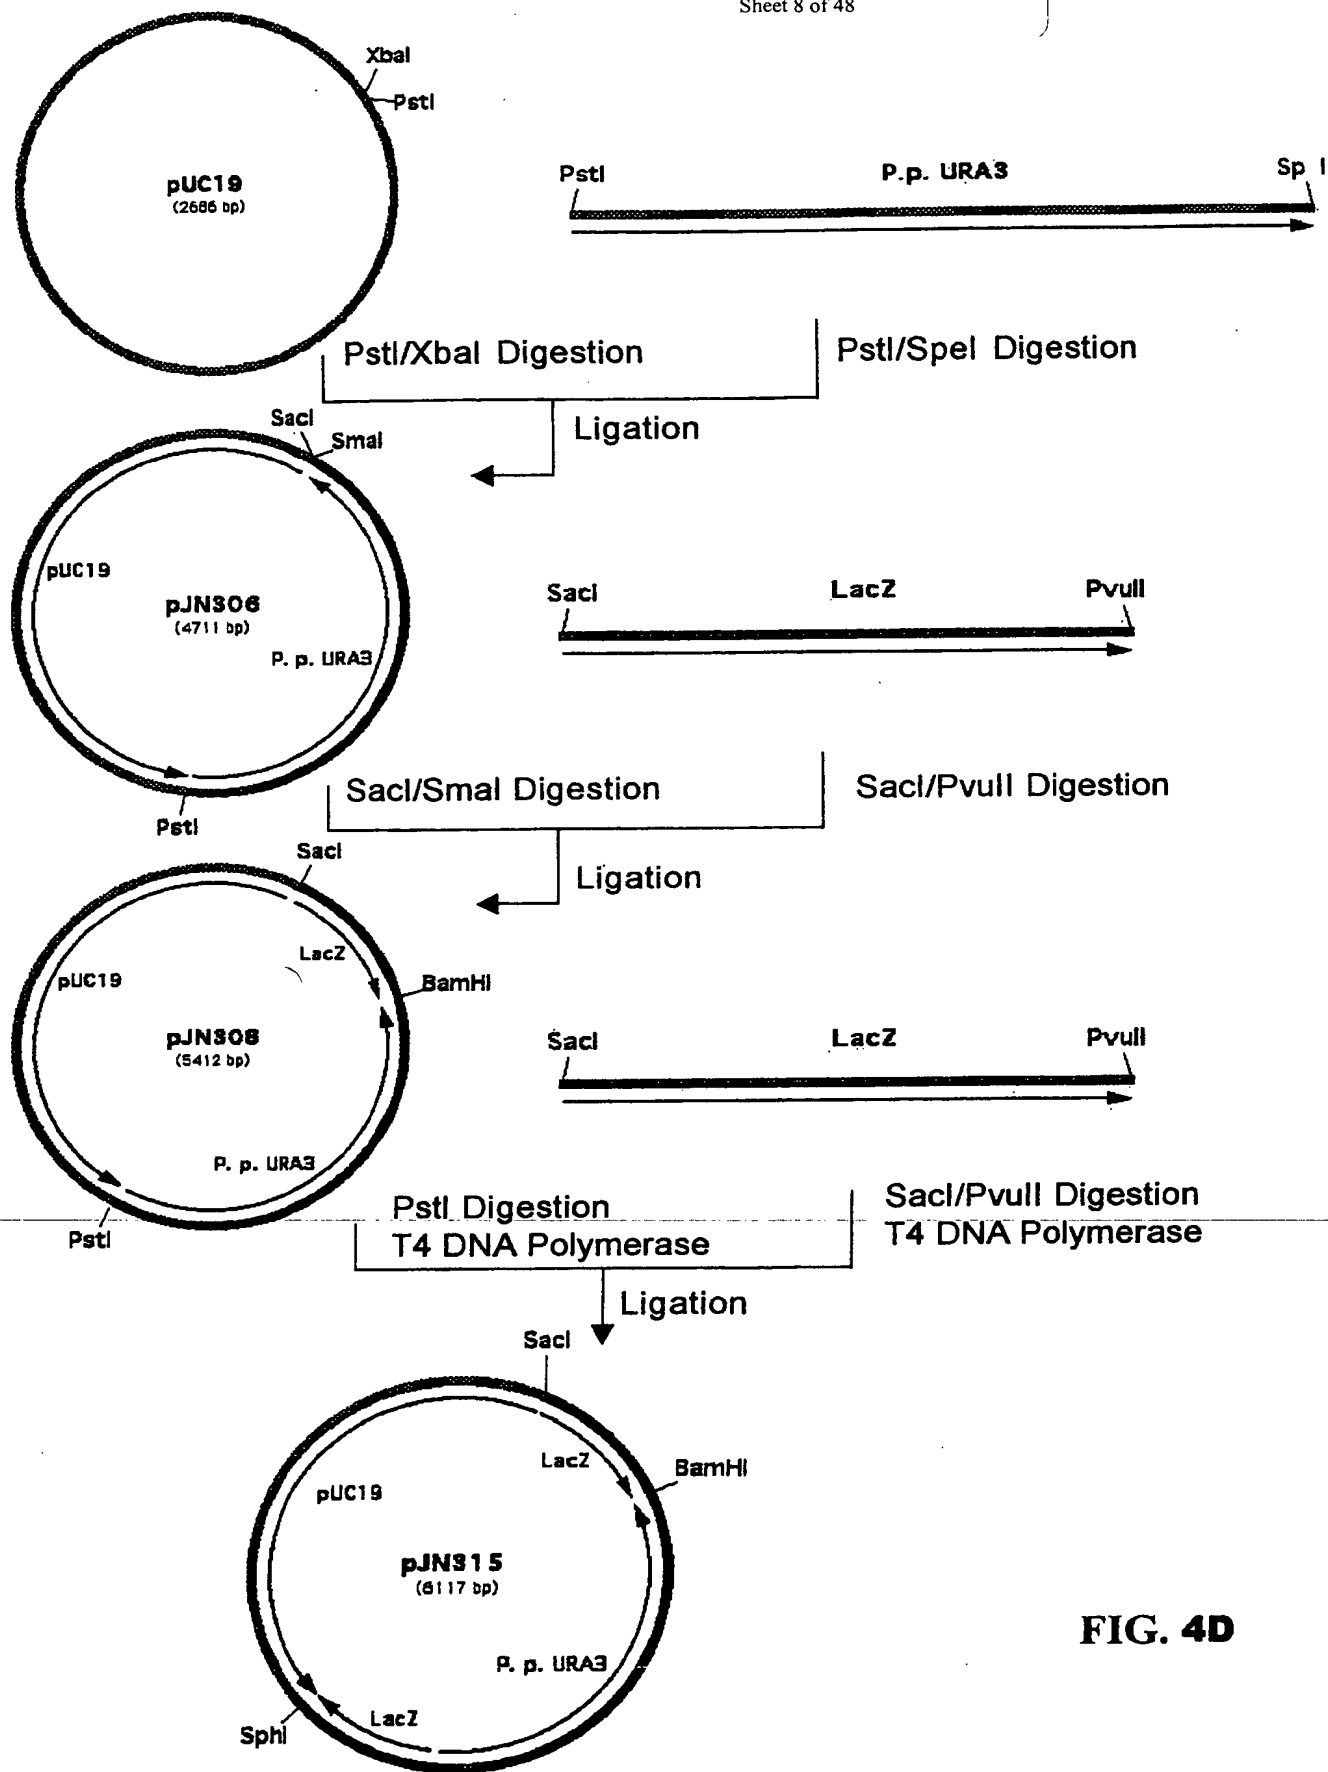 Sheet 8 of 48
XbaI
PstI
pUC19
(2686 bp)
PstI
P.p. URA3
Sp I
PstI/XbaI Digestion
PstI/SpeI Digestion
Ligation
SacI
SmaI
pUC19
pJN306
(4711 bp)
P. p. URA3
PstI
SacI
LacZ
PvuII
SacI/SmaI Digestion
SacI/PvuII Digestion
Ligation
SacI
LacZ
BamHI
pUC19
pJN308
(5412 bp)
P. p. URA3
PstI
SacI
LacZ
PvuII
PstI Digestion
T4 DNA Polymerase
SacI/PvuII Digestion
T4 DNA Polymerase
Ligation
SacI
LacZ
BamHI
pUC19
pJN315
(6117 bp)
P. p. URA3
LacZ
SphI
FIG. 4D